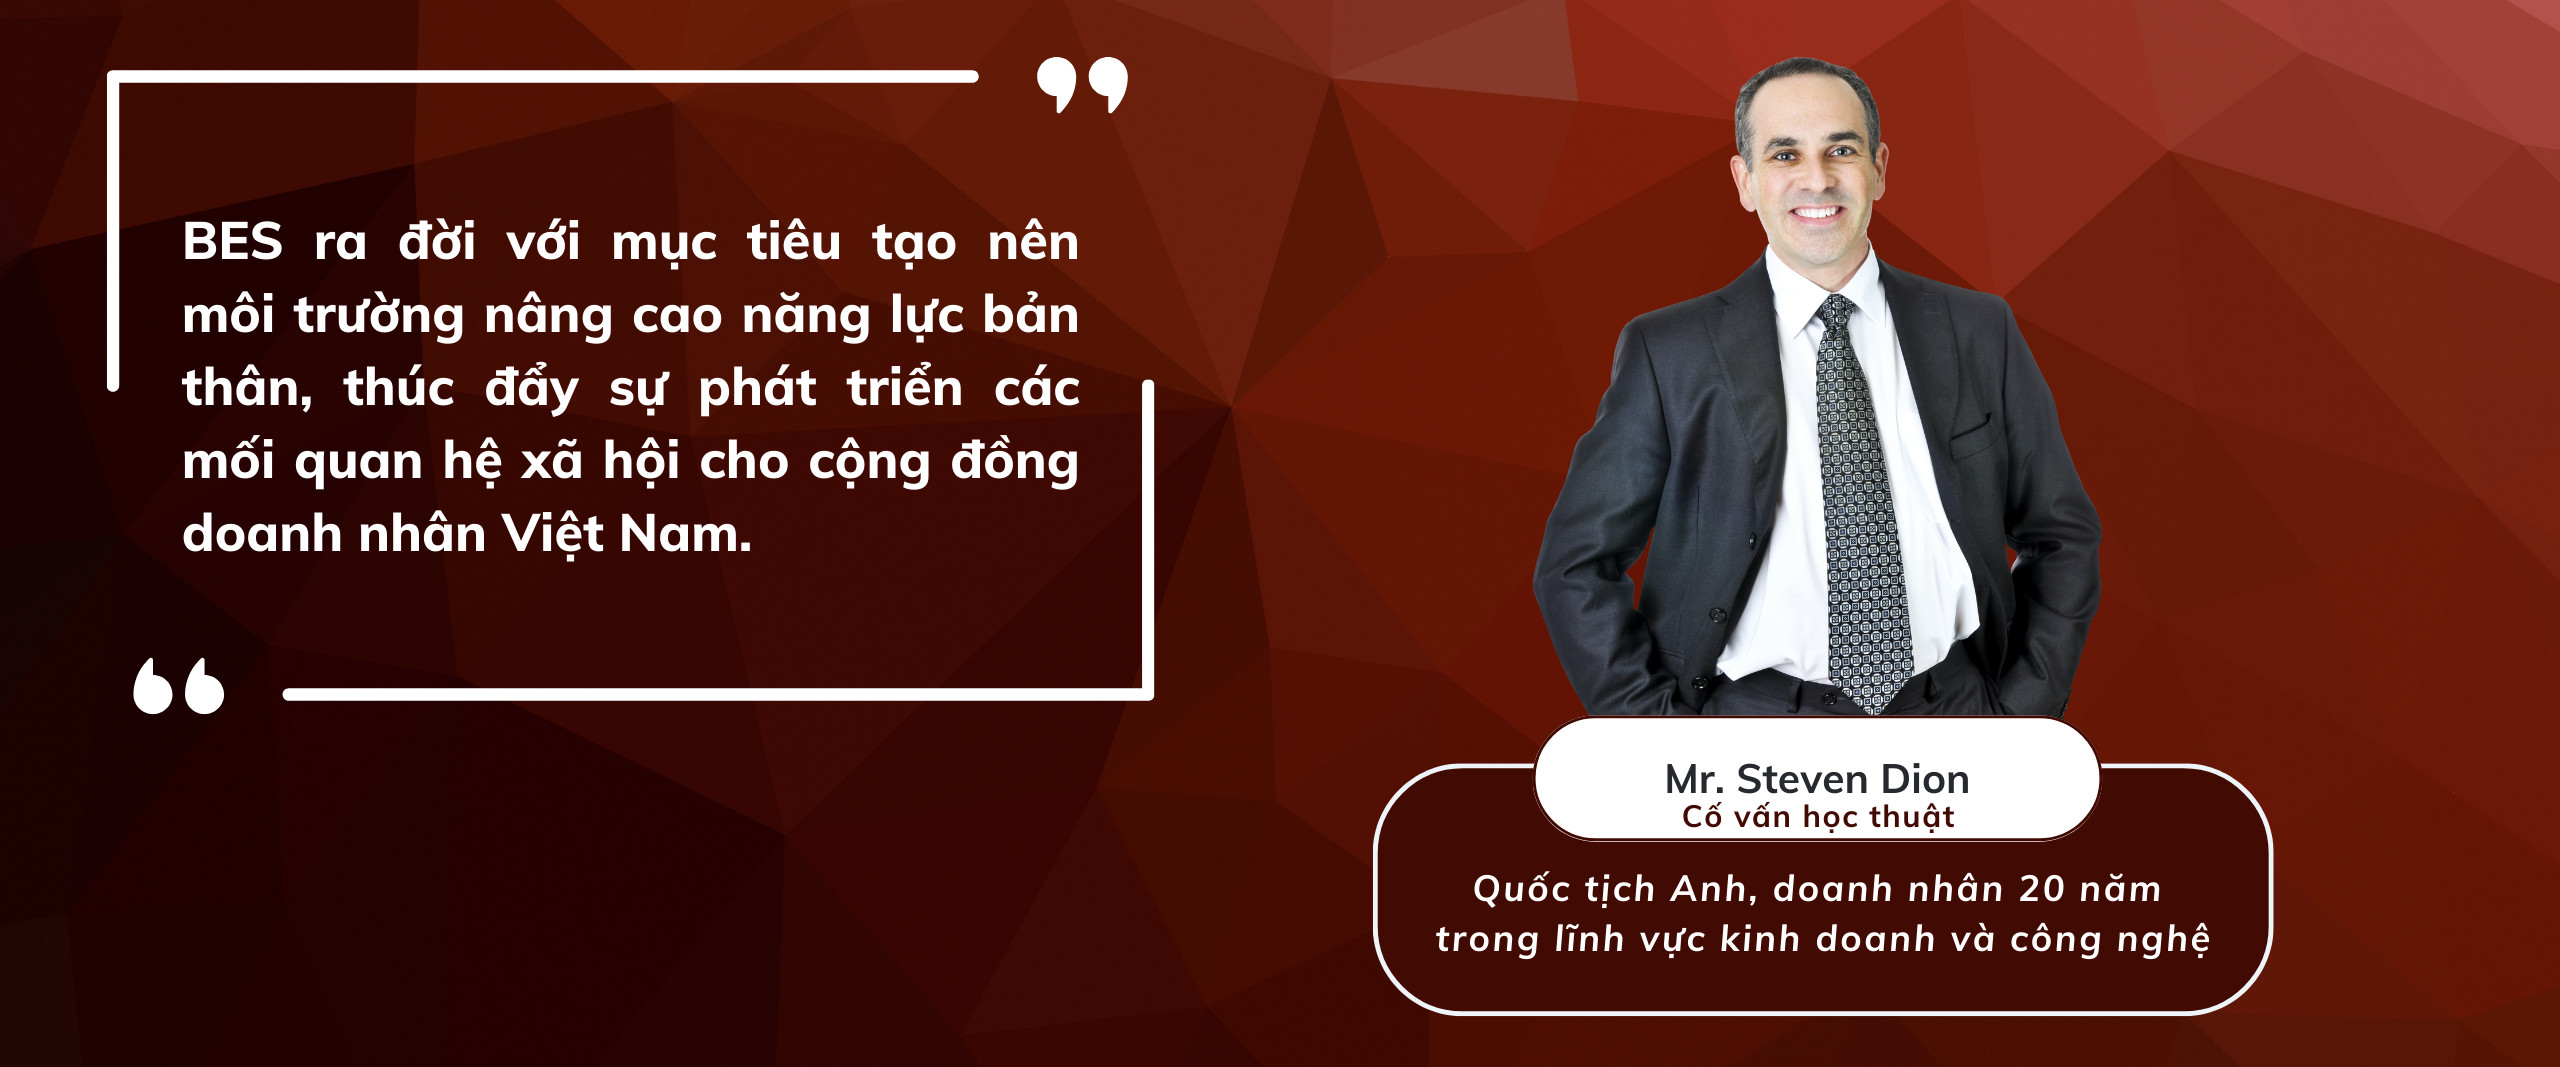 BES ra đời với mục tiêu tạo nên
môi trường nâng cao năng lực bản
thân, thúc đẩy sự phát triển các
mối quan hệ xã hội cho cộng đồng
doanh nhân Việt Nam.
Mr. Steven Dion
Cố vấn học thuật
Quốc tịch Anh, doanh nhân 20 năm
trong lĩnh vực kinh doanh và công nghệ